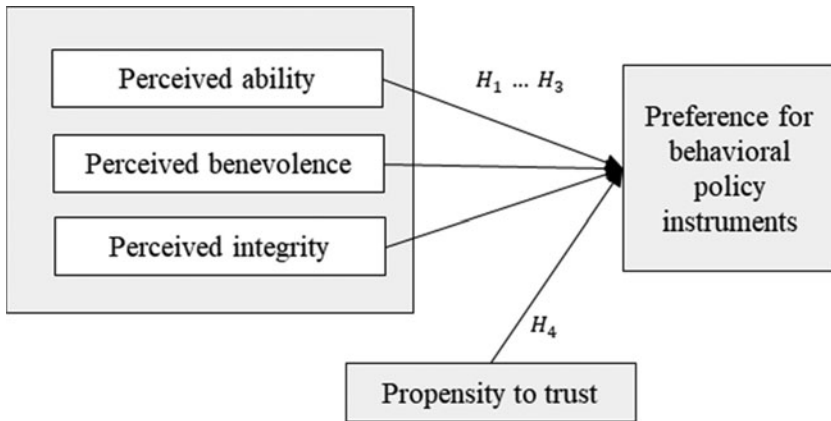 Perceived ability
Perceived benevolence
Perceived integrity
H₁ … H₃
Preference for
behavioral
policy
instruments
H₄
Propensity to trust